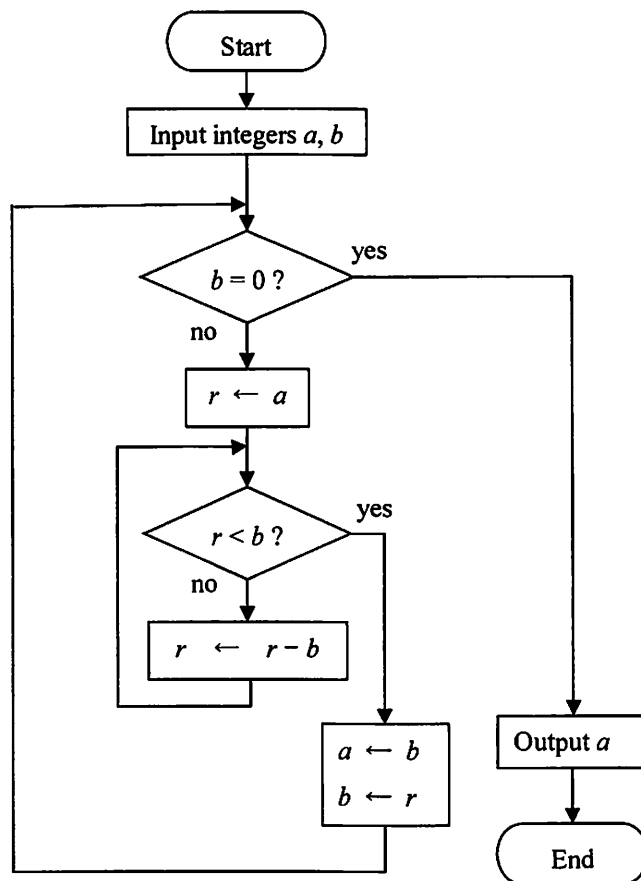 Start
Input integers a, b
yes
b = 0 ?
no
r ← a
yes
r < b ?
no
r ← r − b
a ← b
b ← r
Output a
End